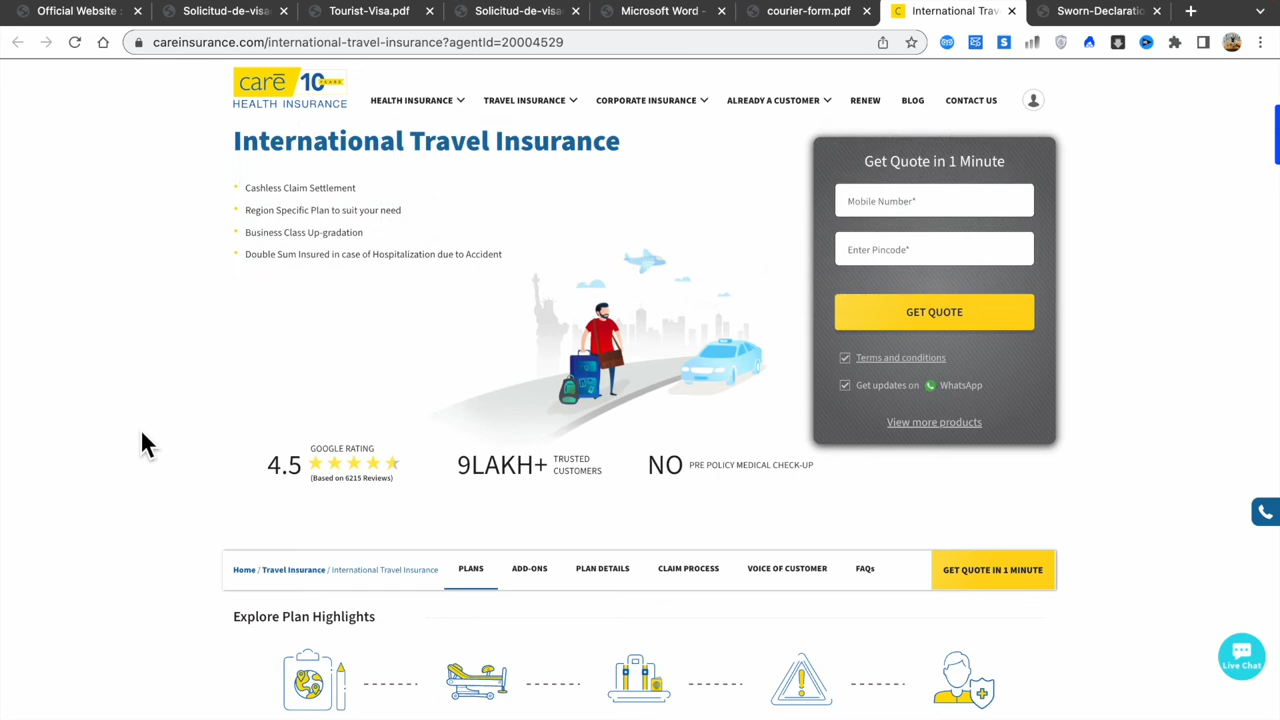 Official Website :
Solicitud-de-visa
Tourist-Visa.pdf
Solicitud-de-visa
Microsoft Word -
courier-form.pdf
International Trav
Sworn-Declaratio
careinsurance.com/international-travel-insurance?agentId=20004529
carē 10 YEARS
HEALTH INSURANCE
HEALTH INSURANCE
TRAVEL INSURANCE
CORPORATE INSURANCE
ALREADY A CUSTOMER
RENEW
BLOG
CONTACT US
International Travel Insurance
Cashless Claim Settlement
Region Specific Plan to suit your need
Business Class Up-gradation
Double Sum Insured in case of Hospitalization due to Accident
Get Quote in 1 Minute
Mobile Number*
Enter Pincode*
GET QUOTE
Terms and conditions
Get updates on WhatsApp
View more products
4.5
GOOGLE RATING
(Based on 6215 Reviews)
9LAKH+
TRUSTED
CUSTOMERS
NO PRE POLICY MEDICAL CHECK-UP
Home / Travel Insurance / International Travel Insurance
PLANS
ADD-ONS
PLAN DETAILS
CLAIM PROCESS
VOICE OF CUSTOMER
FAQs
GET QUOTE IN 1 MINUTE
Explore Plan Highlights
Live Chat